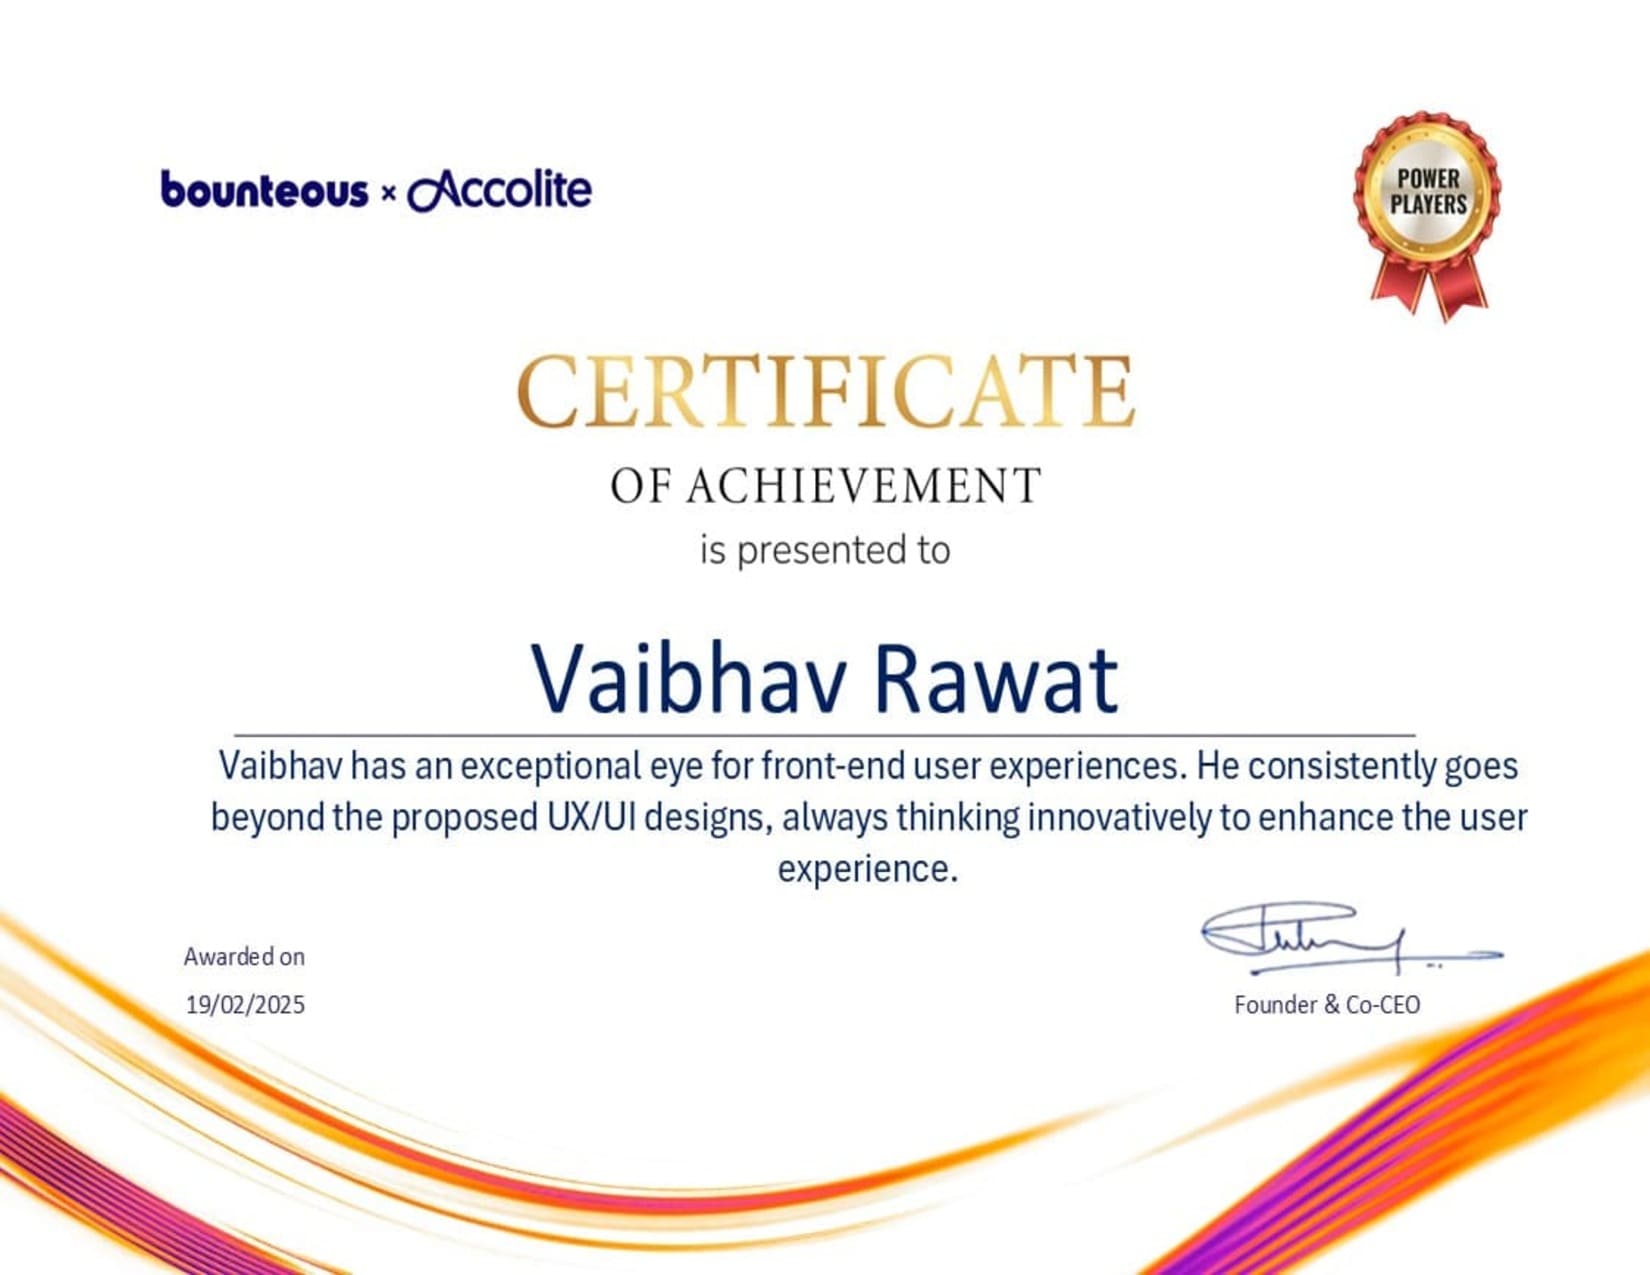 bounteous x Accolite
POWER
PLAYERS
CERTIFICATE
OF ACHIEVEMENT
is presented to
Vaibhav Rawat
Vaibhav has an exceptional eye for front-end user experiences. He consistently goes
beyond the proposed UX/UI designs, always thinking innovatively to enhance the user
experience.
Awarded on
19/02/2025
Founder & Co-CEO